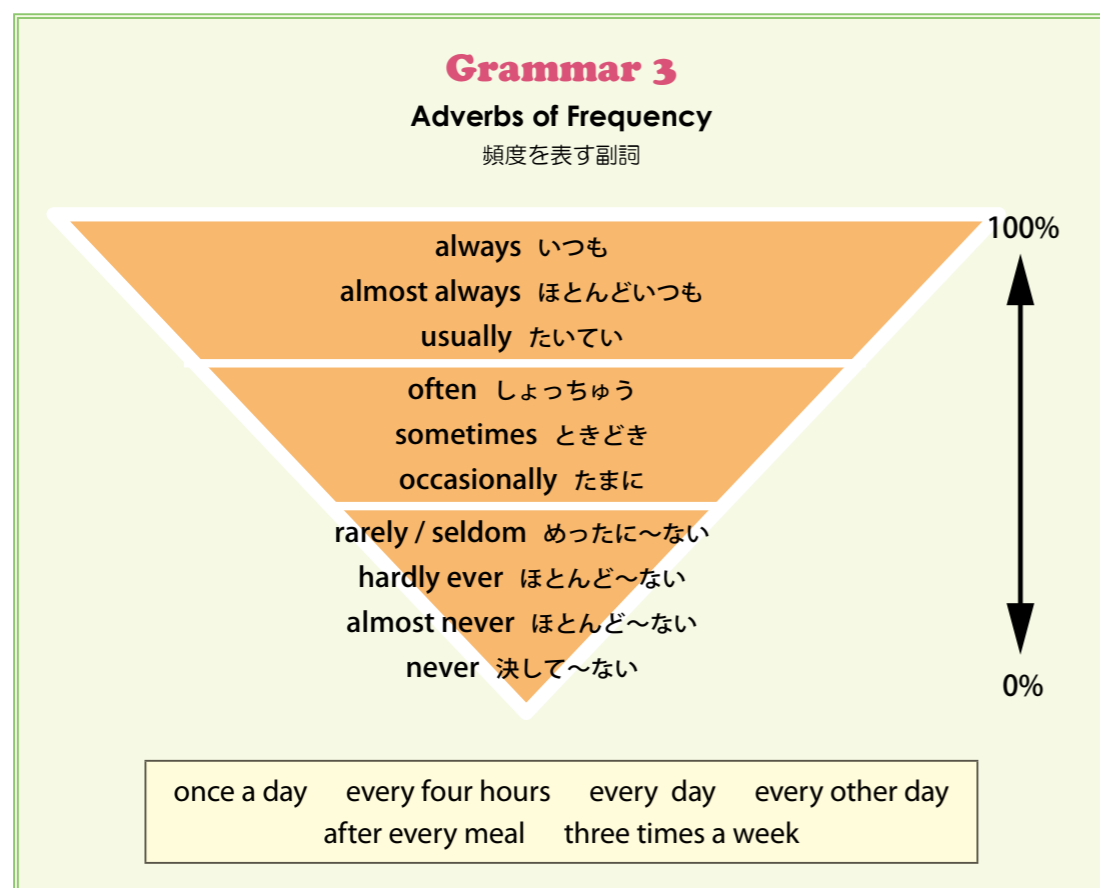 Grammar 3
Adverbs of Frequency
頻度を表す副詞
100%
always いつも
almost always ほとんどいつも
usually たいてい
often しょっちゅう
sometimes ときどき
occasionally たまに
rarely / seldom めったに～ない
hardly ever ほとんど～ない
almost never ほとんど～ない
never 決して～ない
0%
once a day every four hours every day every other day
after every meal three times a week